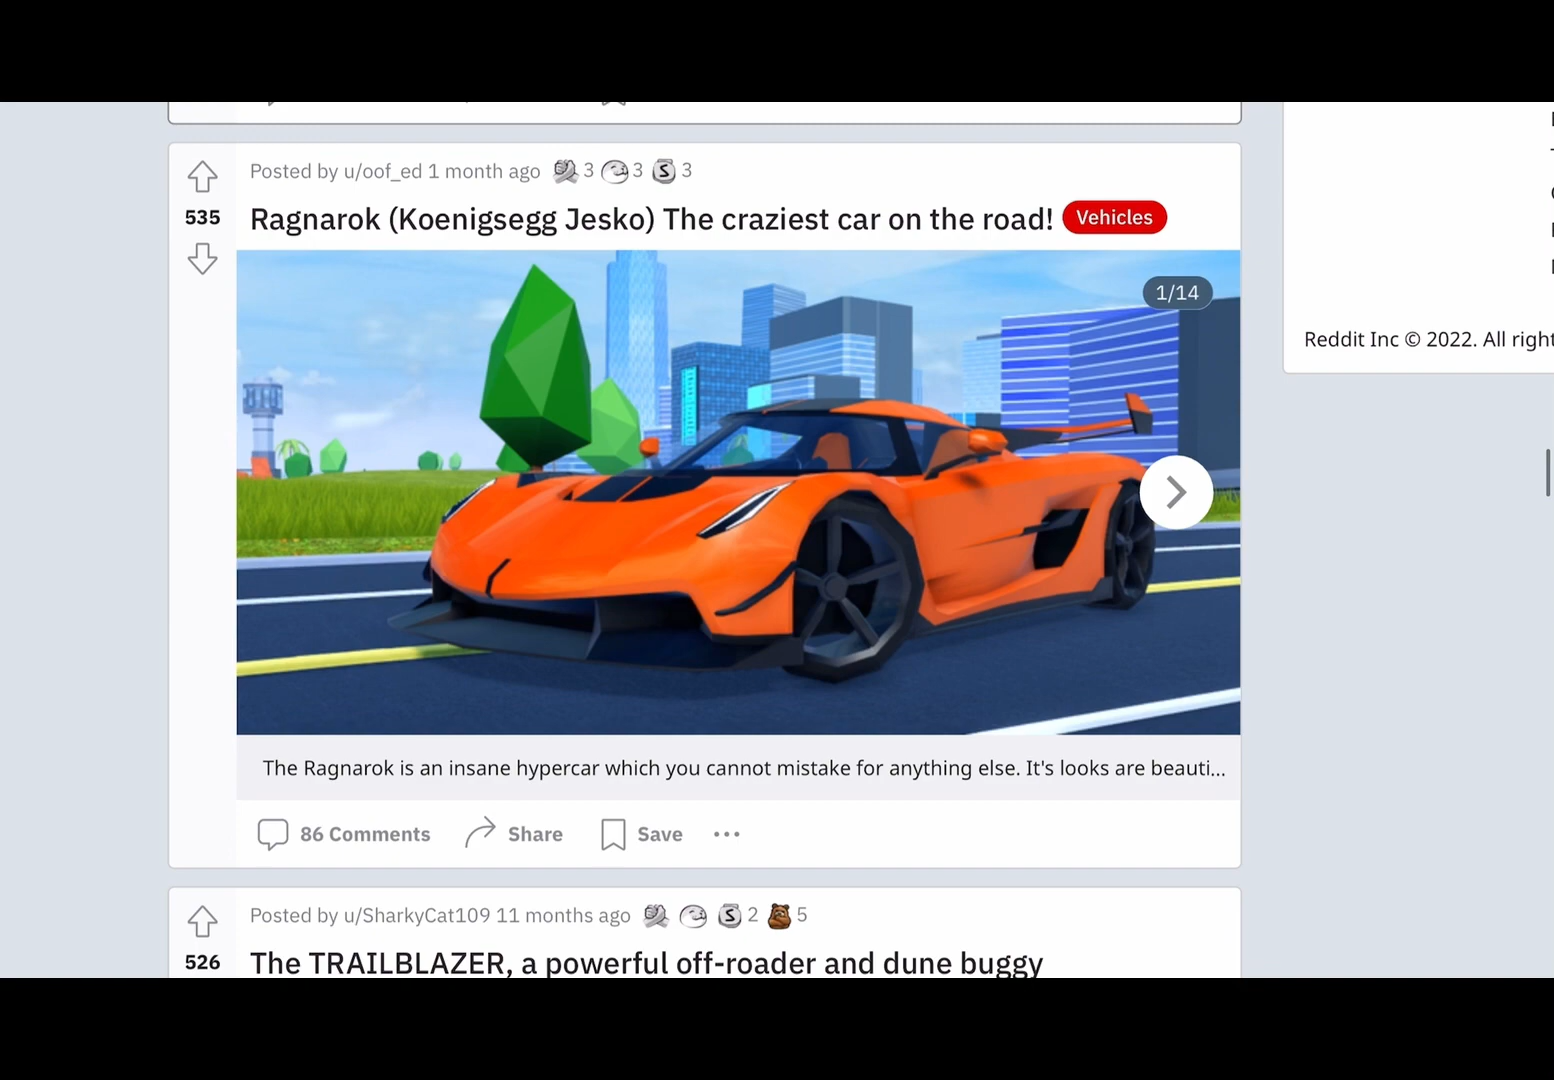 Posted by u/oof_ed 1 month ago 3 3 S 3
535
Ragnarok (Koenigsegg Jesko) The craziest car on the road! Vehicles
1/14
Reddit Inc © 2022. All right
The Ragnarok is an insane hypercar which you cannot mistake for anything else. It's looks are beauti...
86 Comments Share Save
Posted by u/SharkyCat109 11 months ago S 2 5
526
The TRAILBLAZER, a powerful off-roader and dune buggy